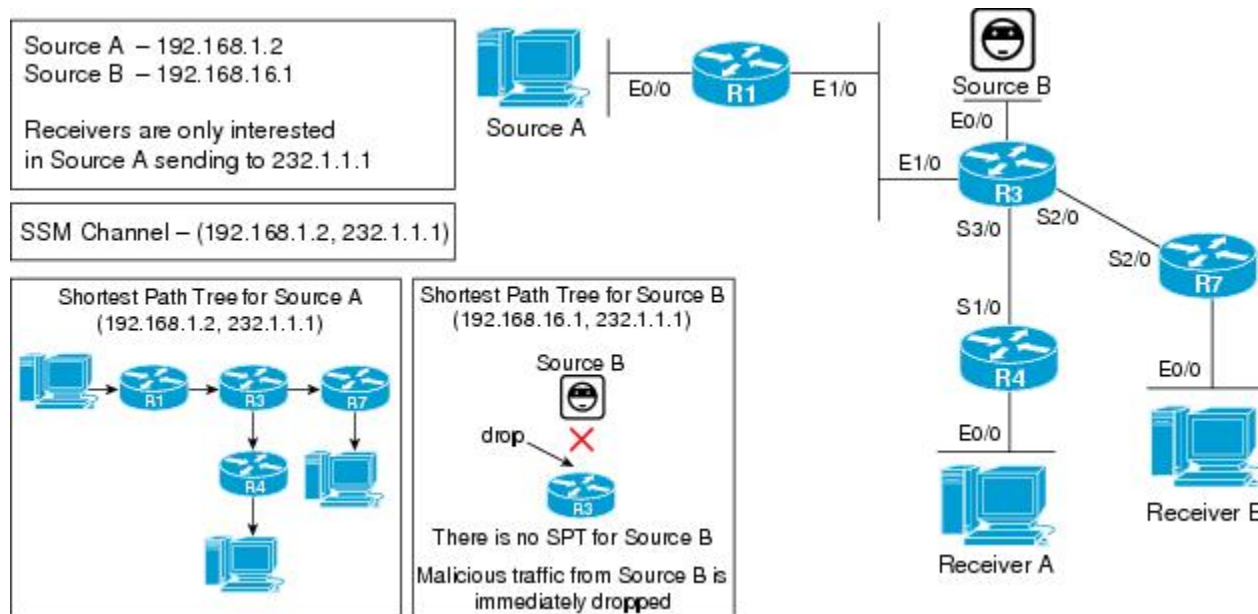 Source A – 192.168.1.2
Source B – 192.168.16.1
Receivers are only interested
in Source A sending to 232.1.1.1
SSM Channel – (192.168.1.2, 232.1.1.1)
Shortest Path Tree for Source A
(192.168.1.2, 232.1.1.1)
R1
R3
R7
R4
Shortest Path Tree for Source B
(192.168.16.1, 232.1.1.1)
Source B
drop
R3
There is no SPT for Source B
Malicious traffic from Source B is
immediately dropped
Source A
E0/0
R1
E1/0
Source B
E0/0
E1/0
R3
S3/0
S2/0
S2/0
R7
S1/0
R4
E0/0
E0/0
Receiver A
Receiver B